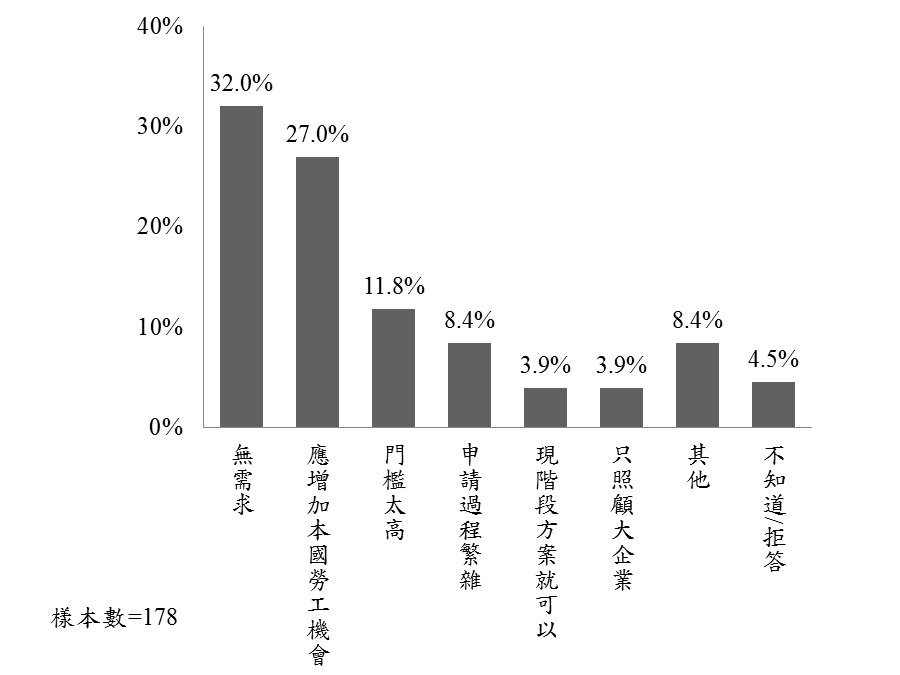 40%
30%
20%
10%
0%
32.0%
27.0%
11.8%
8.4%
3.9%
3.9%
8.4%
4.5%
無需求
應增加本國勞工機會
門檻太高
申請過程繁雜
現階段方案就可以
只照顧大企業
其他
不知道/拒答
樣本數=178